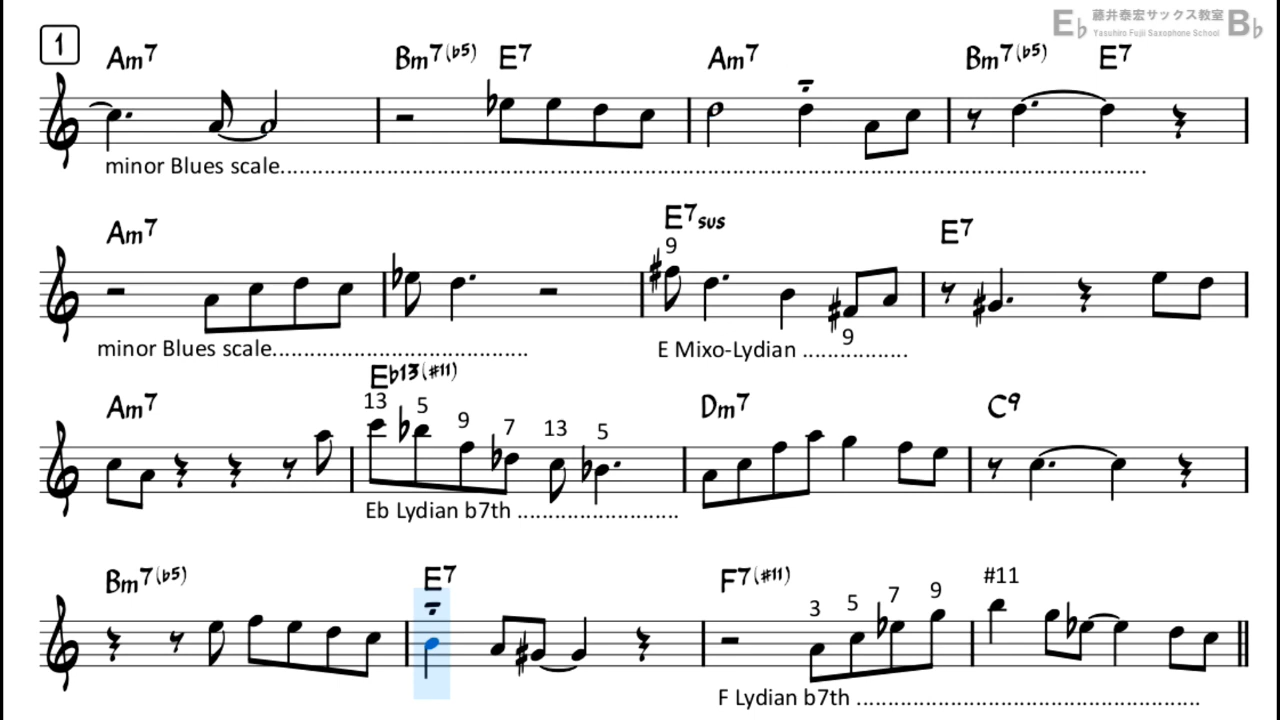 E♭ 藤井泰宏サックス教室 B♭
Yasuhiro Fujii Saxophone School
1
Am7 Bm7(b5) E7 Am7 Bm7(b5) E7
minor Blues scale
Am7 E7sus E7
9
9
minor Blues scale E Mixo-Lydian
Am7 Eb13(#11) Dm7 C9
13 5 9 7 13 5
Eb Lydian b7th
Bm7(b5) E7 F7(#11) #11
3 5 7 9
F Lydian b7th